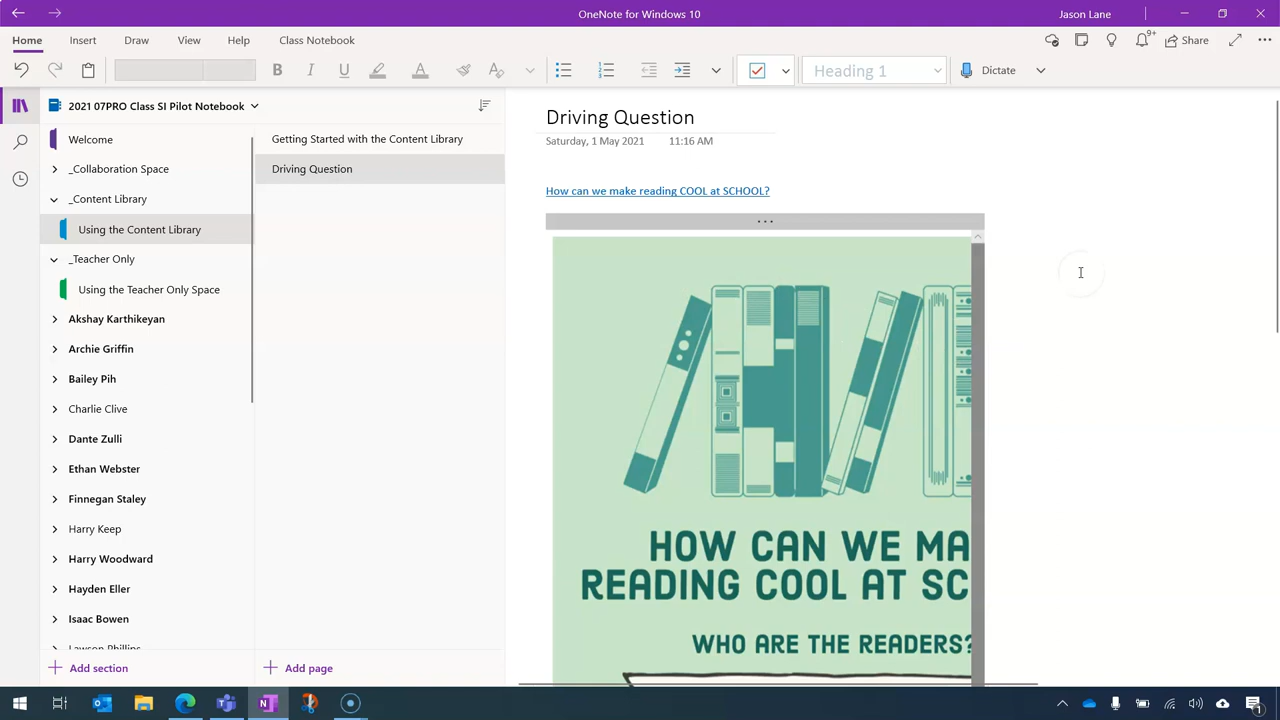 OneNote for Windows 10
Jason Lane
Home
Insert
Draw
View
Help
Class Notebook
9+
Share
B
I
U
A
Heading 1
Dictate
2021 07PRO Class SI Pilot Notebook
Welcome
_Collaboration Space
_Content Library
Using the Content Library
_Teacher Only
Using the Teacher Only Space
Akshay Karthikeyan
Archie Griffin
Bailey Pih
Charlie Clive
Dante Zulli
Ethan Webster
Finnegan Staley
Harry Keep
Harry Woodward
Hayden Eller
Isaac Bowen
Lawson Phillips
Add section
Getting Started with the Content Library
Driving Question
Add page
Driving Question
Saturday, 1 May 2021 11:16 AM
How can we make reading COOL at SCHOOL?
HOW CAN WE MA
READING COOL AT SC
WHO ARE THE READERS?
1